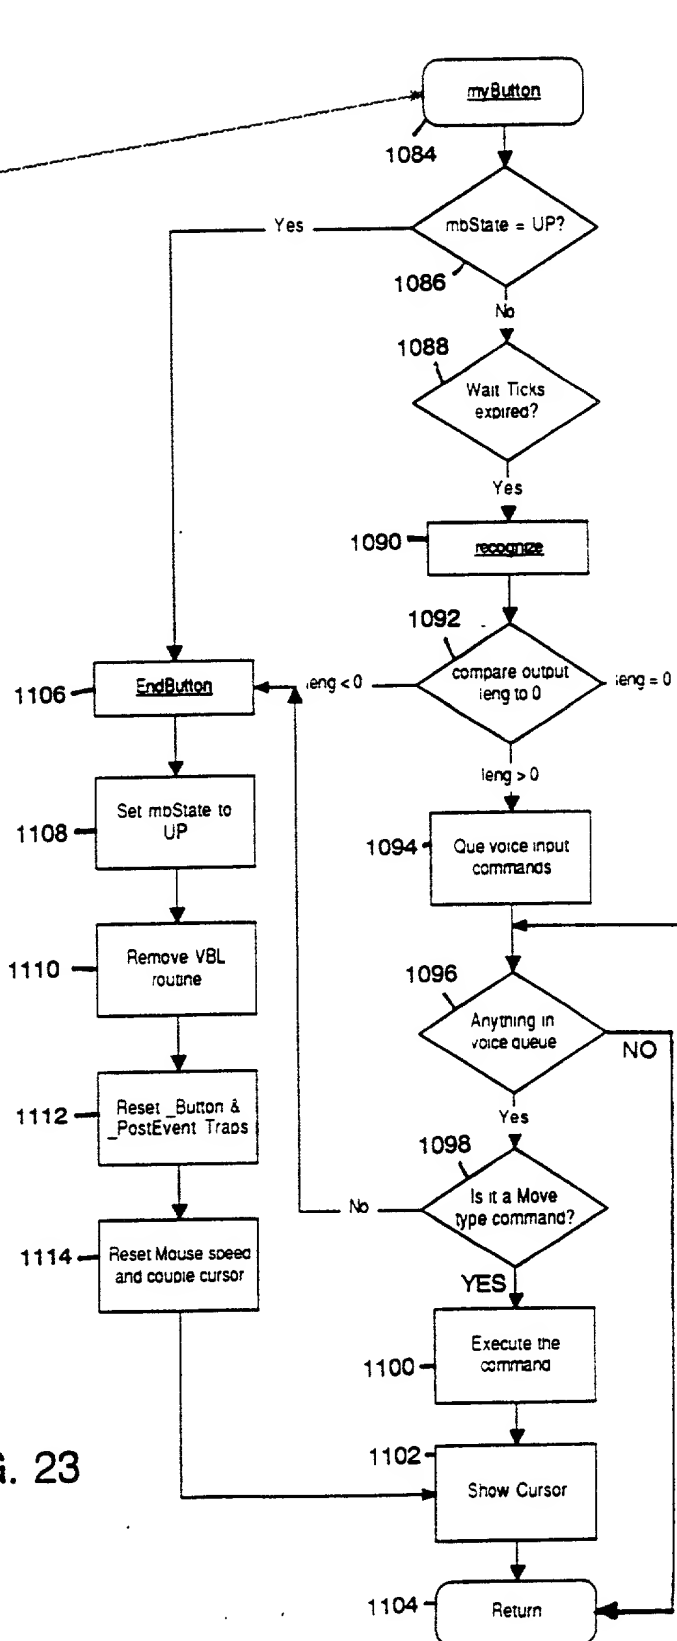 myButton
1084
mbState = UP?
Yes
1086
No
1088
Wait Ticks
expired?
Yes
1090
recognize
1092
compare output
leng to 0
leng < 0
leng = 0
1106
EndButton
leng > 0
1108
Set mbState to
UP
1094
Que voice input
commands
1110
Remove VBL
routine
1096
Anything in
voice queue
NO
Yes
1112
Reset _Button &
_PostEvent Traps
1098
Is it a Move
type command?
No
1114
Reset Mouse speed
and couple cursor
YES
1100
Execute the
command
1102
Show Cursor
G. 23
1104
Return